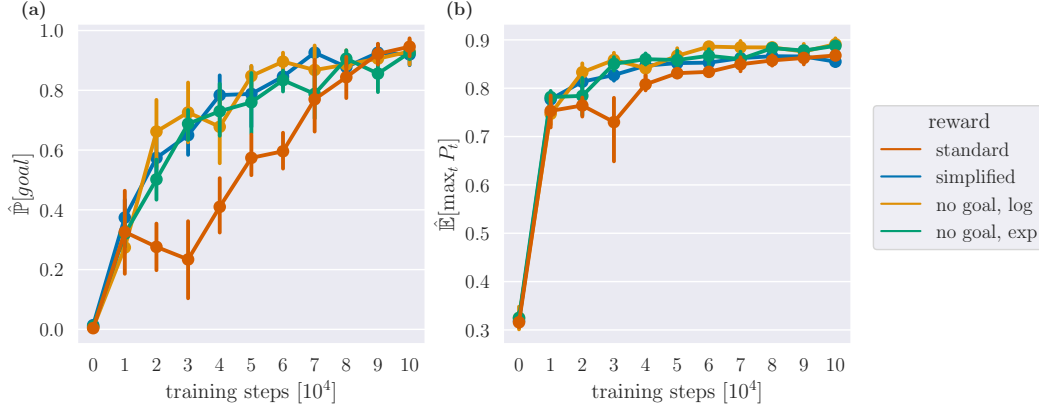 (a)
1.0
0.8
0.6
0.4
0.2
0.0
P̂[goal]
0 1 2 3 4 5 6 7 8 9 10
training steps [10⁴]
(b)
0.9
0.8
0.7
0.6
0.5
0.4
0.3
Ê[maxₜ Pₜ]
0 1 2 3 4 5 6 7 8 9 10
training steps [10⁴]
reward
standard
simplified
no goal, log
no goal, exp